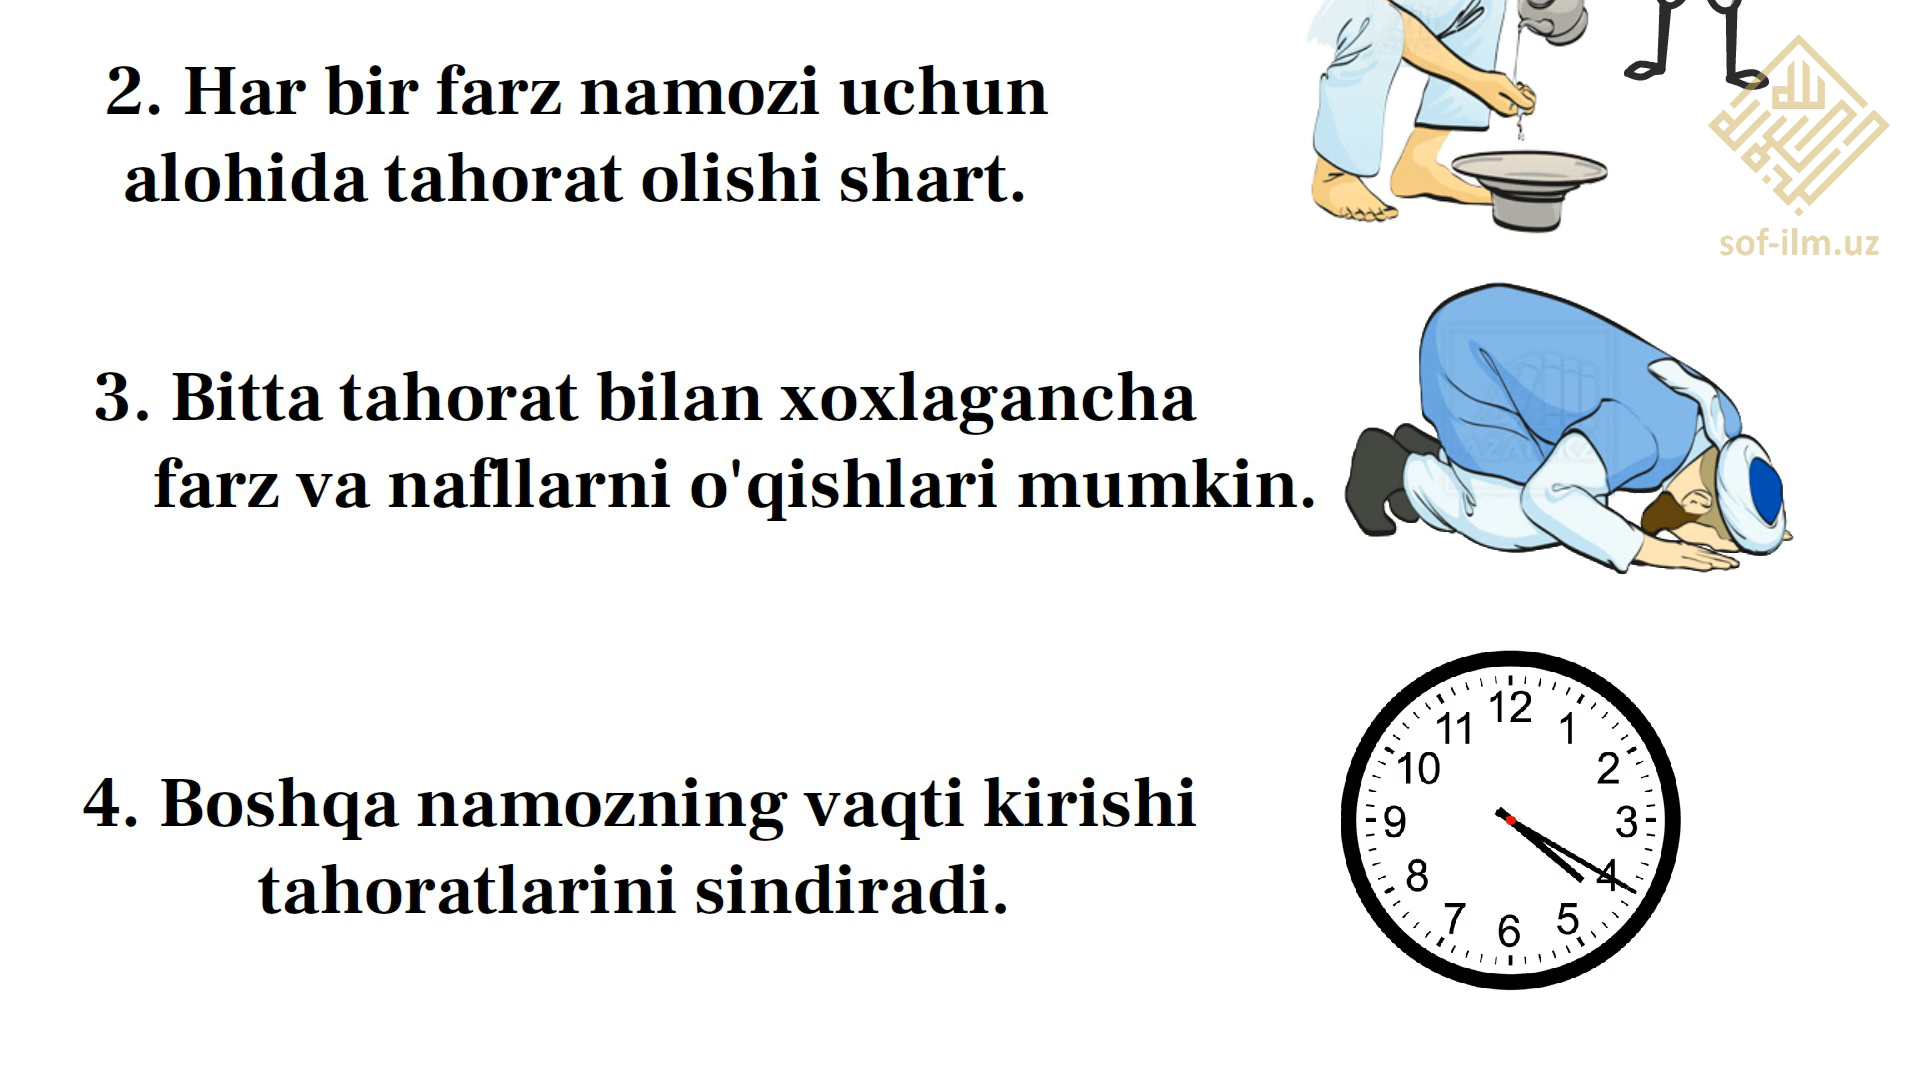 2. Har bir farz namozi uchun
alohida tahorat olishi shart.
sof-ilm.uz
3. Bitta tahorat bilan xoxlagancha
farz va nafllarni o'qishlari mumkin.
4. Boshqa namozning vaqti kirishi
tahoratlarini sindiradi.
12
11 1
10 2
9 3
8 4
7 5
6